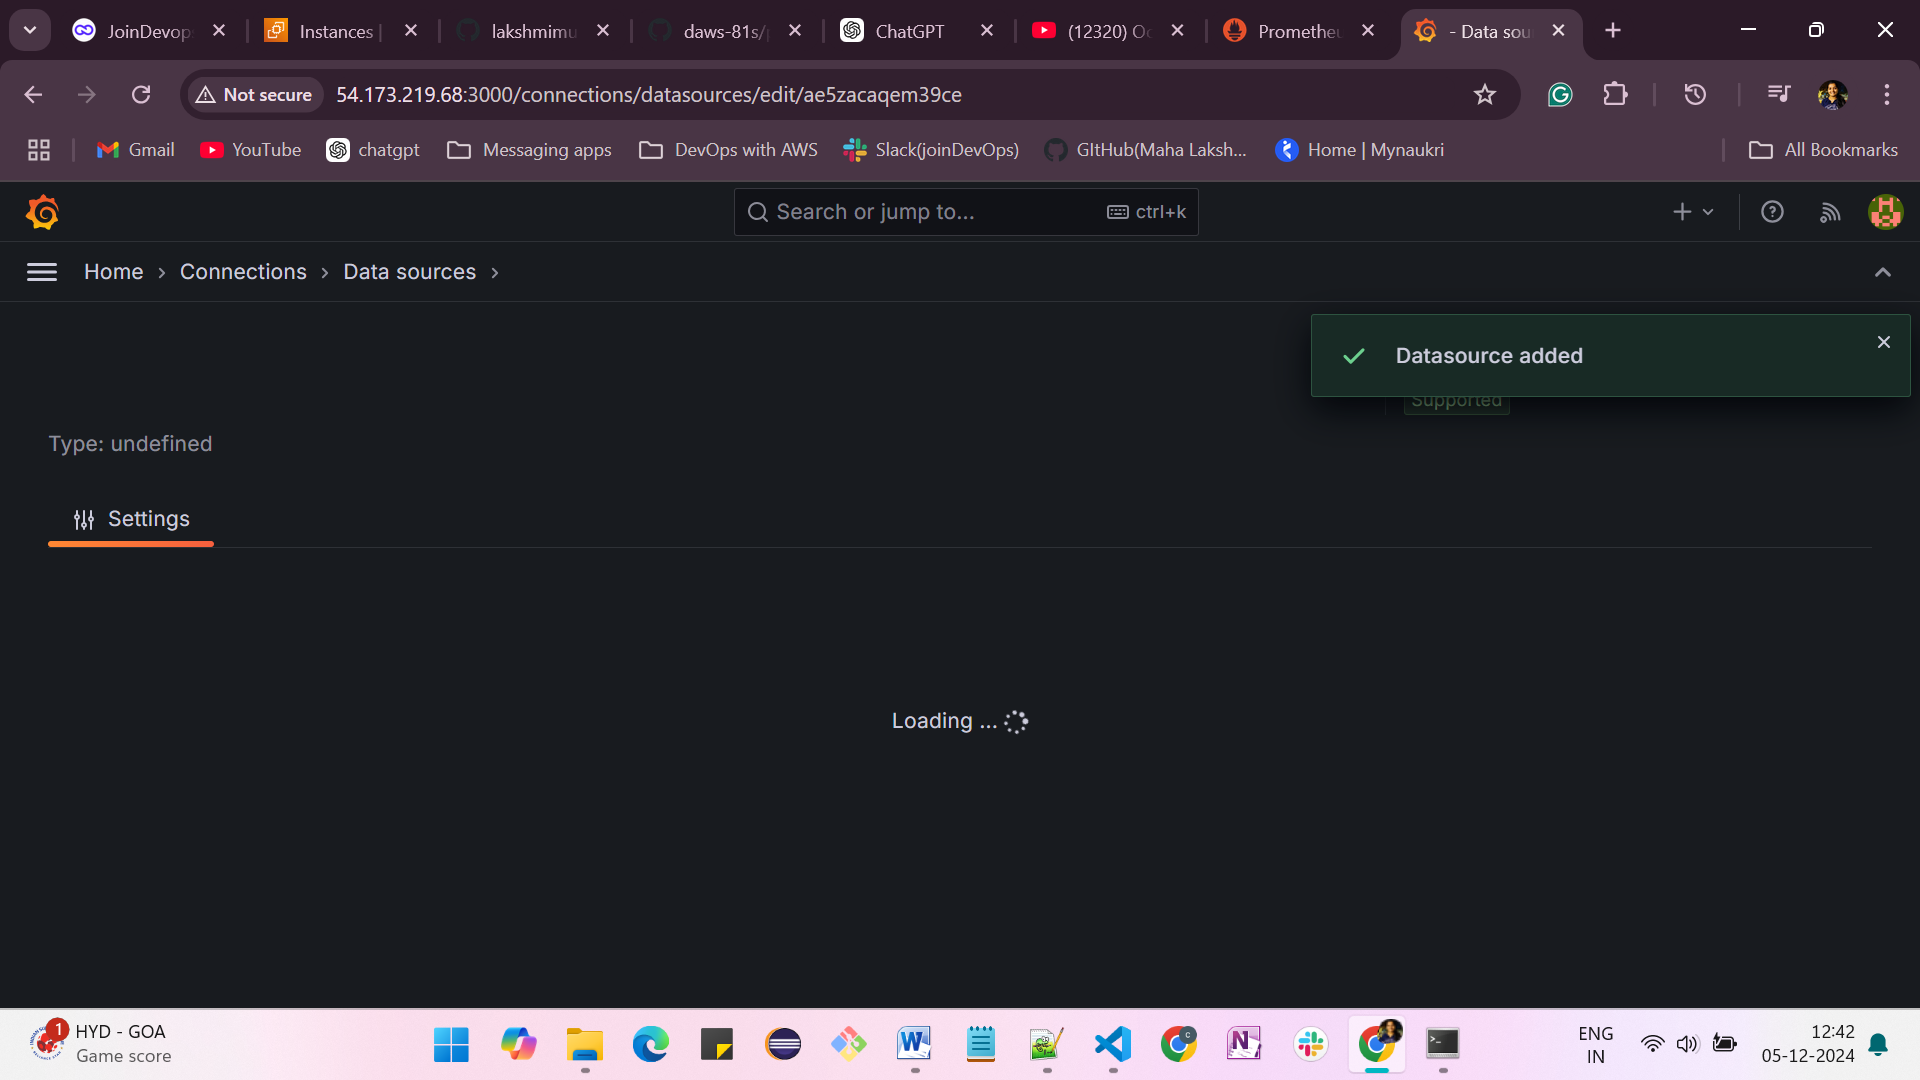 JoinDevop
Instances |
lakshmimu
daws-81s/
ChatGPT
(12320) Oc
Promethe
- Data sou
Not secure
54.173.219.68:3000/connections/datasources/edit/ae5zacaqem39ce
Gmail
YouTube
chatgpt
Messaging apps
DevOps with AWS
Slack(joinDevOps)
GItHub(Maha Laksh...
Home | Mynaukri
All Bookmarks
Search or jump to...
ctrl+k
Home
Connections
Data sources
Datasource added
Supported
Type: undefined
Settings
Loading ...
1
HYD - GOA
Game score
ENG
IN
12:42
05-12-2024